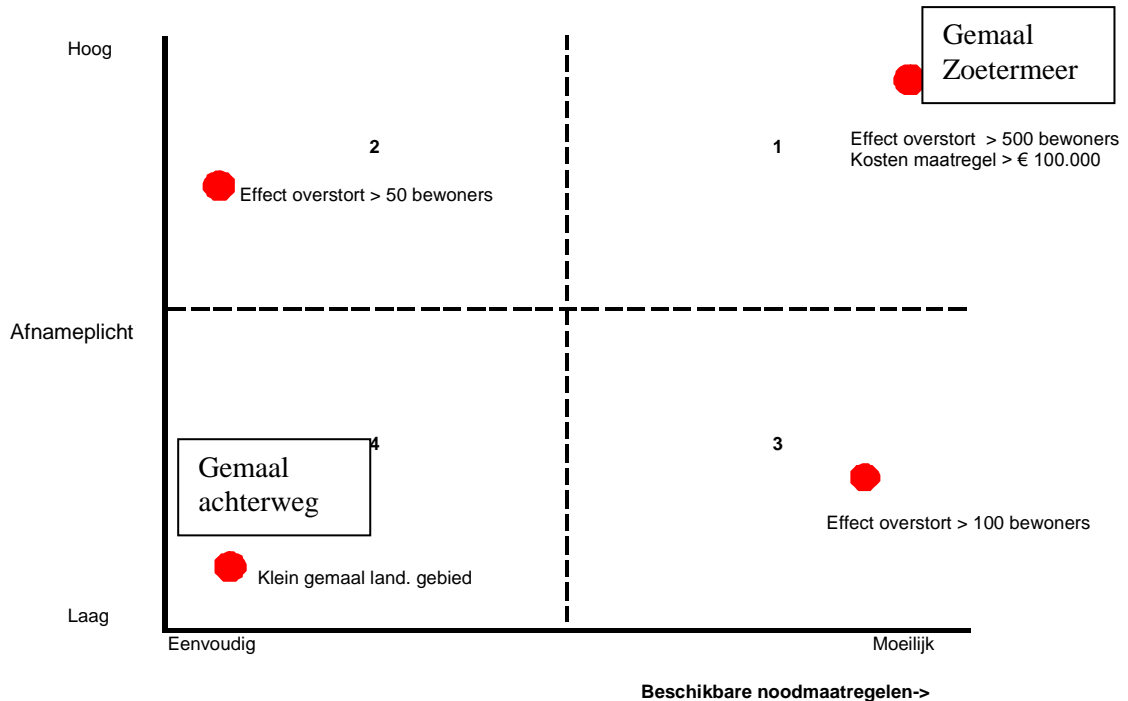 Hoog
Gemaal
Zoetermeer
2
1
Effect overstort > 500 bewoners
Kosten maatregel > € 100.000
Effect overstort > 50 bewoners
Afnameplicht
4
3
Gemaal
achterweg
Effect overstort > 100 bewoners
Klein gemaal land. gebied
Laag
Eenvoudig
Moeilijk
Beschikbare noodmaatregelen->